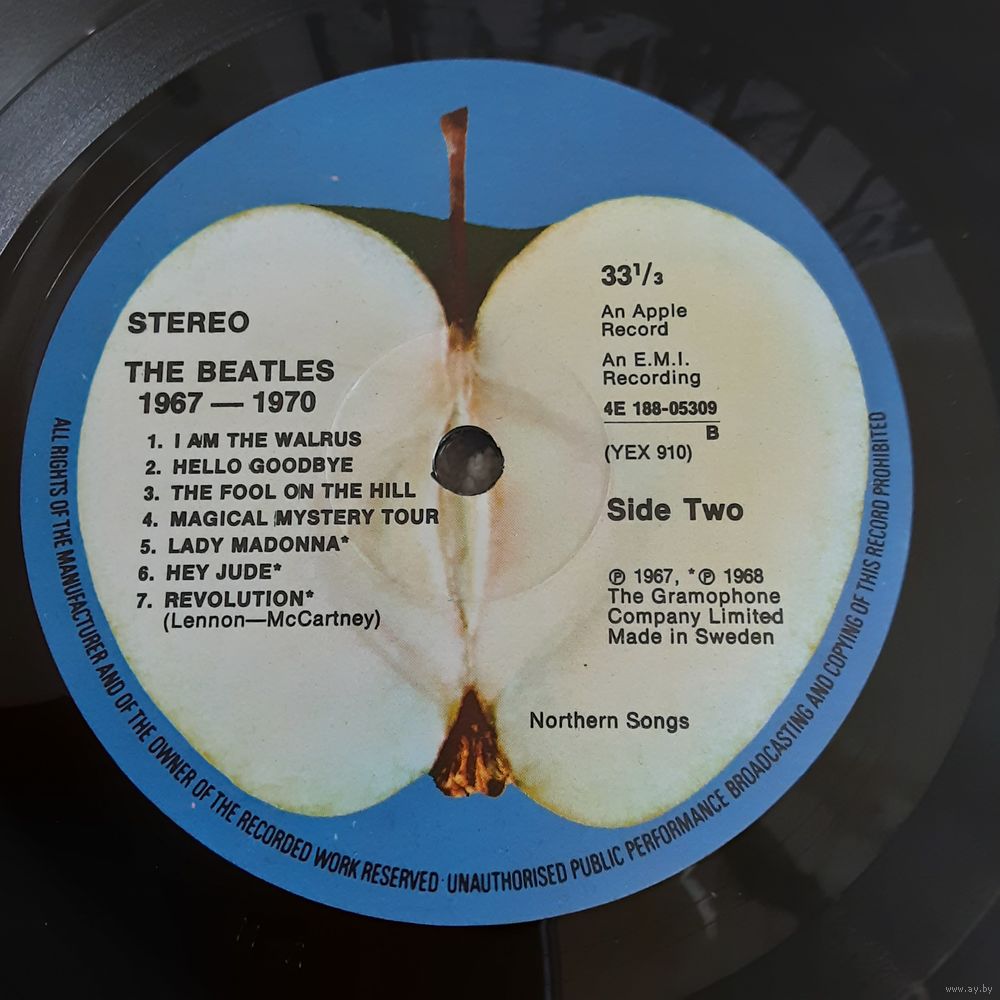 STEREO
THE BEATLES
1967 — 1970
1. I AM THE WALRUS
2. HELLO GOODBYE
3. THE FOOL ON THE HILL
4. MAGICAL MYSTERY TOUR
5. LADY MADONNA*
6. HEY JUDE*
7. REVOLUTION*
(Lennon—McCartney)
33¹/₃
An Apple
Record
An E.M.I.
Recording
4E 188-05309
B
(YEX 910)
Side Two
℗ 1967, *℗ 1968
The Gramophone
Company Limited
Made in Sweden
Northern Songs
ALL RIGHTS OF THE MANUFACTURER AND OF THE OWNER OF THE RECORDED WORK RESERVED · UNAUTHORISED PUBLIC PERFORMANCE BROADCASTING AND COPYING OF THIS RECORD PROHIBITED
www.ay.by